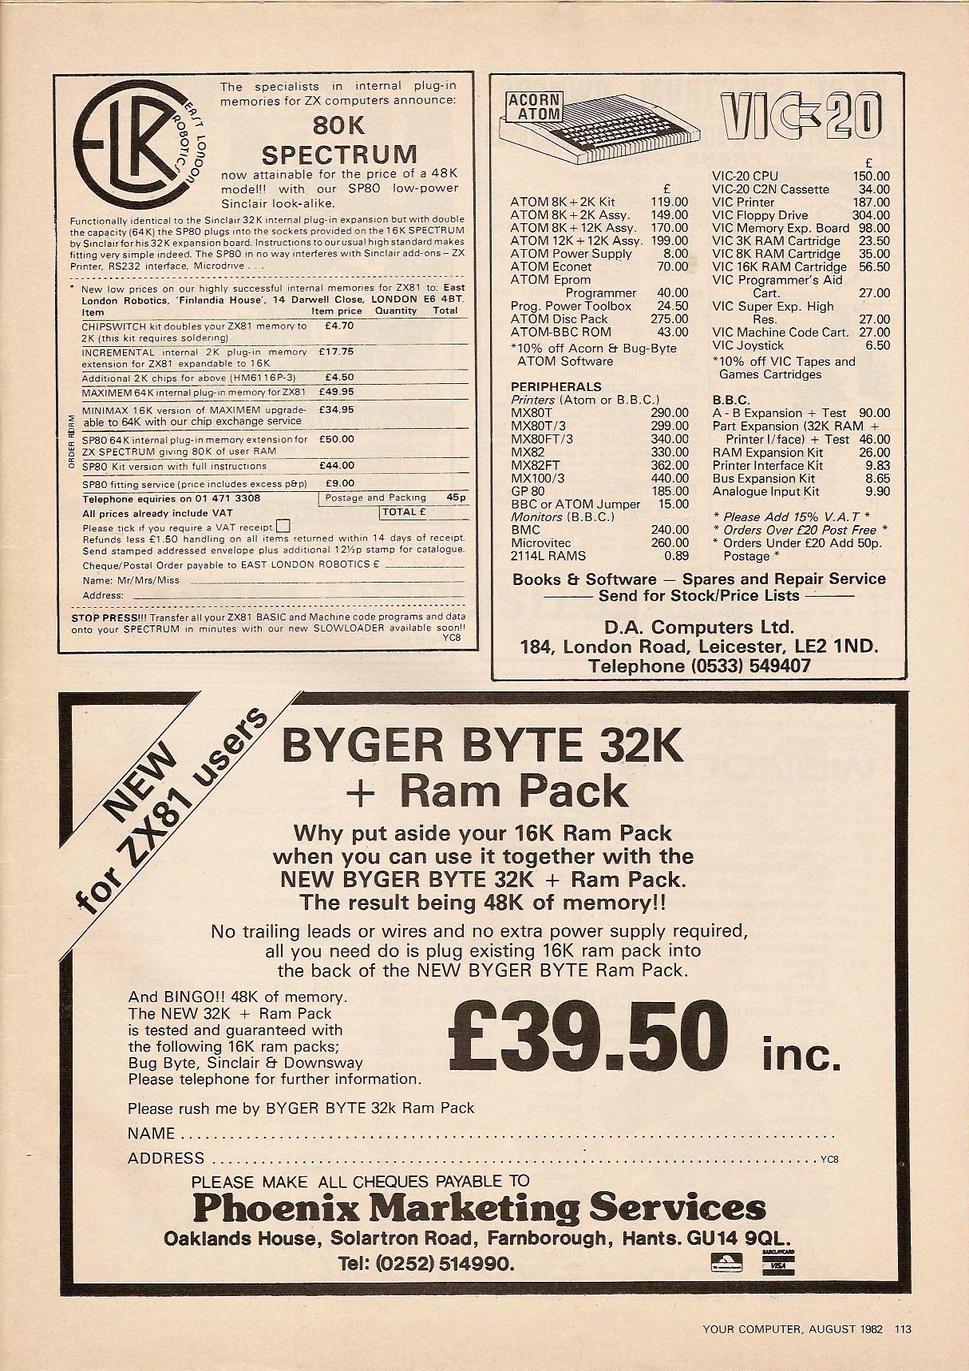 ELR
EAST LONDON
ROBOTICS
The specialists in internal plug-in
memories for ZX computers announce:
80K
SPECTRUM
now attainable for the price of a 48K
model!! with our SP80 low-power
Sinclair look-alike.
Functionally identical to the Sinclair 32K internal plug-in expansion but with double
the capacity (64K) the SP80 plugs into the sockets provided on the 16K SPECTRUM
by Sinclair for his 32K expansion board. Instructions to our usual high standard makes
fitting very simple indeed. The SP80 in no way interferes with Sinclair add-ons – ZX
Printer, RS232 interface, Microdrive . . .
* New low prices on our highly successful internal memories for ZX81 to: East
London Robotics, 'Finlandia House', 14 Darwell Close, LONDON E6 4BT.
Item Item price Quantity Total
CHIPSWITCH kit doubles your ZX81 memory to £4.70
2K (this kit requires soldering)
INCREMENTAL internal 2K plug-in memory £17.75
extension for ZX81 expandable to 16K
Additional 2K chips for above (HM6116P-3) £4.50
MAXIMEM 64K internal plug-in memory for ZX81 £49.95
MINIMAX 16K version of MAXIMEM upgrade- £34.95
able to 64K with our chip exchange service
SP80 64K internal plug-in memory extension for £50.00
ZX SPECTRUM giving 80K of user RAM
SP80 Kit version with full instructions £44.00
SP80 fitting service (price includes excess p&p) £9.00
ORDER FORM
Telephone equiries on 01 471 3308 Postage and Packing 45p
All prices already include VAT TOTAL £
Please tick if you require a VAT receipt
Refunds less £1.50 handling on all items returned within 14 days of receipt.
Send stamped addressed envelope plus additional 12½p stamp for catalogue.
Cheque/Postal Order payable to EAST LONDON ROBOTICS £
Name: Mr/Mrs/Miss
Address:
STOP PRESS!!! Transfer all your ZX81 BASIC and Machine code programs and data
onto your SPECTRUM in minutes with our new SLOWLOADER available soon!!
YC8
ACORN
ATOM
£
ATOM 8K + 2K Kit 119.00
ATOM 8K + 2K Assy. 149.00
ATOM 8K + 12K Assy. 170.00
ATOM 12K + 12K Assy. 199.00
ATOM Power Supply 8.00
ATOM Econet 70.00
ATOM Eprom
Programmer 40.00
Prog. Power Toolbox 24.50
ATOM Disc Pack 275.00
ATOM-BBC ROM 43.00
*10% off Acorn & Bug-Byte
ATOM Software
PERIPHERALS
Printers (Atom or B.B.C.)
MX80T 290.00
MX80T/3 299.00
MX80FT/3 340.00
MX82 330.00
MX82FT 362.00
MX100/3 440.00
GP 80 185.00
BBC or ATOM Jumper 15.00
Monitors (B.B.C.)
BMC 240.00
Microvitec 260.00
2114L RAMS 0.89
VIC-20
£
VIC-20 CPU 150.00
VIC-20 C2N Cassette 34.00
VIC Printer 187.00
VIC Floppy Drive 304.00
VIC Memory Exp. Board 98.00
VIC 3K RAM Cartridge 23.50
VIC 8K RAM Cartridge 35.00
VIC 16K RAM Cartridge 56.50
VIC Programmer's Aid
Cart. 27.00
VIC Super Exp. High
Res. 27.00
VIC Machine Code Cart. 27.00
VIC Joystick 6.50
*10% off VIC Tapes and
Games Cartridges
B.B.C.
A - B Expansion + Test 90.00
Part Expansion (32K RAM +
Printer I/face) + Test 46.00
RAM Expansion Kit 26.00
Printer Interface Kit 9.83
Bus Expansion Kit 8.65
Analogue Input Kit 9.90
* Please Add 15% V.A.T *
* Orders Over £20 Post Free *
* Orders Under £20 Add 50p.
Postage *
Books & Software — Spares and Repair Service
Send for Stock/Price Lists
D.A. Computers Ltd.
184, London Road, Leicester, LE2 1ND.
Telephone (0533) 549407
NEW
for ZX81 users
BYGER BYTE 32K
+ Ram Pack
Why put aside your 16K Ram Pack
when you can use it together with the
NEW BYGER BYTE 32K + Ram Pack.
The result being 48K of memory!!
No trailing leads or wires and no extra power supply required,
all you need do is plug existing 16K ram pack into
the back of the NEW BYGER BYTE Ram Pack.
And BINGO!! 48K of memory.
The NEW 32K + Ram Pack
is tested and guaranteed with
the following 16K ram packs;
Bug Byte, Sinclair & Downsway
Please telephone for further information.
£39.50 inc.
Please rush me by BYGER BYTE 32k Ram Pack
NAME
ADDRESS YC8
PLEASE MAKE ALL CHEQUES PAYABLE TO
Phoenix Marketing Services
Oaklands House, Solartron Road, Farnborough, Hants. GU14 9QL.
Tel: (0252) 514990.
BARCLAYCARD
VISA
YOUR COMPUTER, AUGUST 1982 113